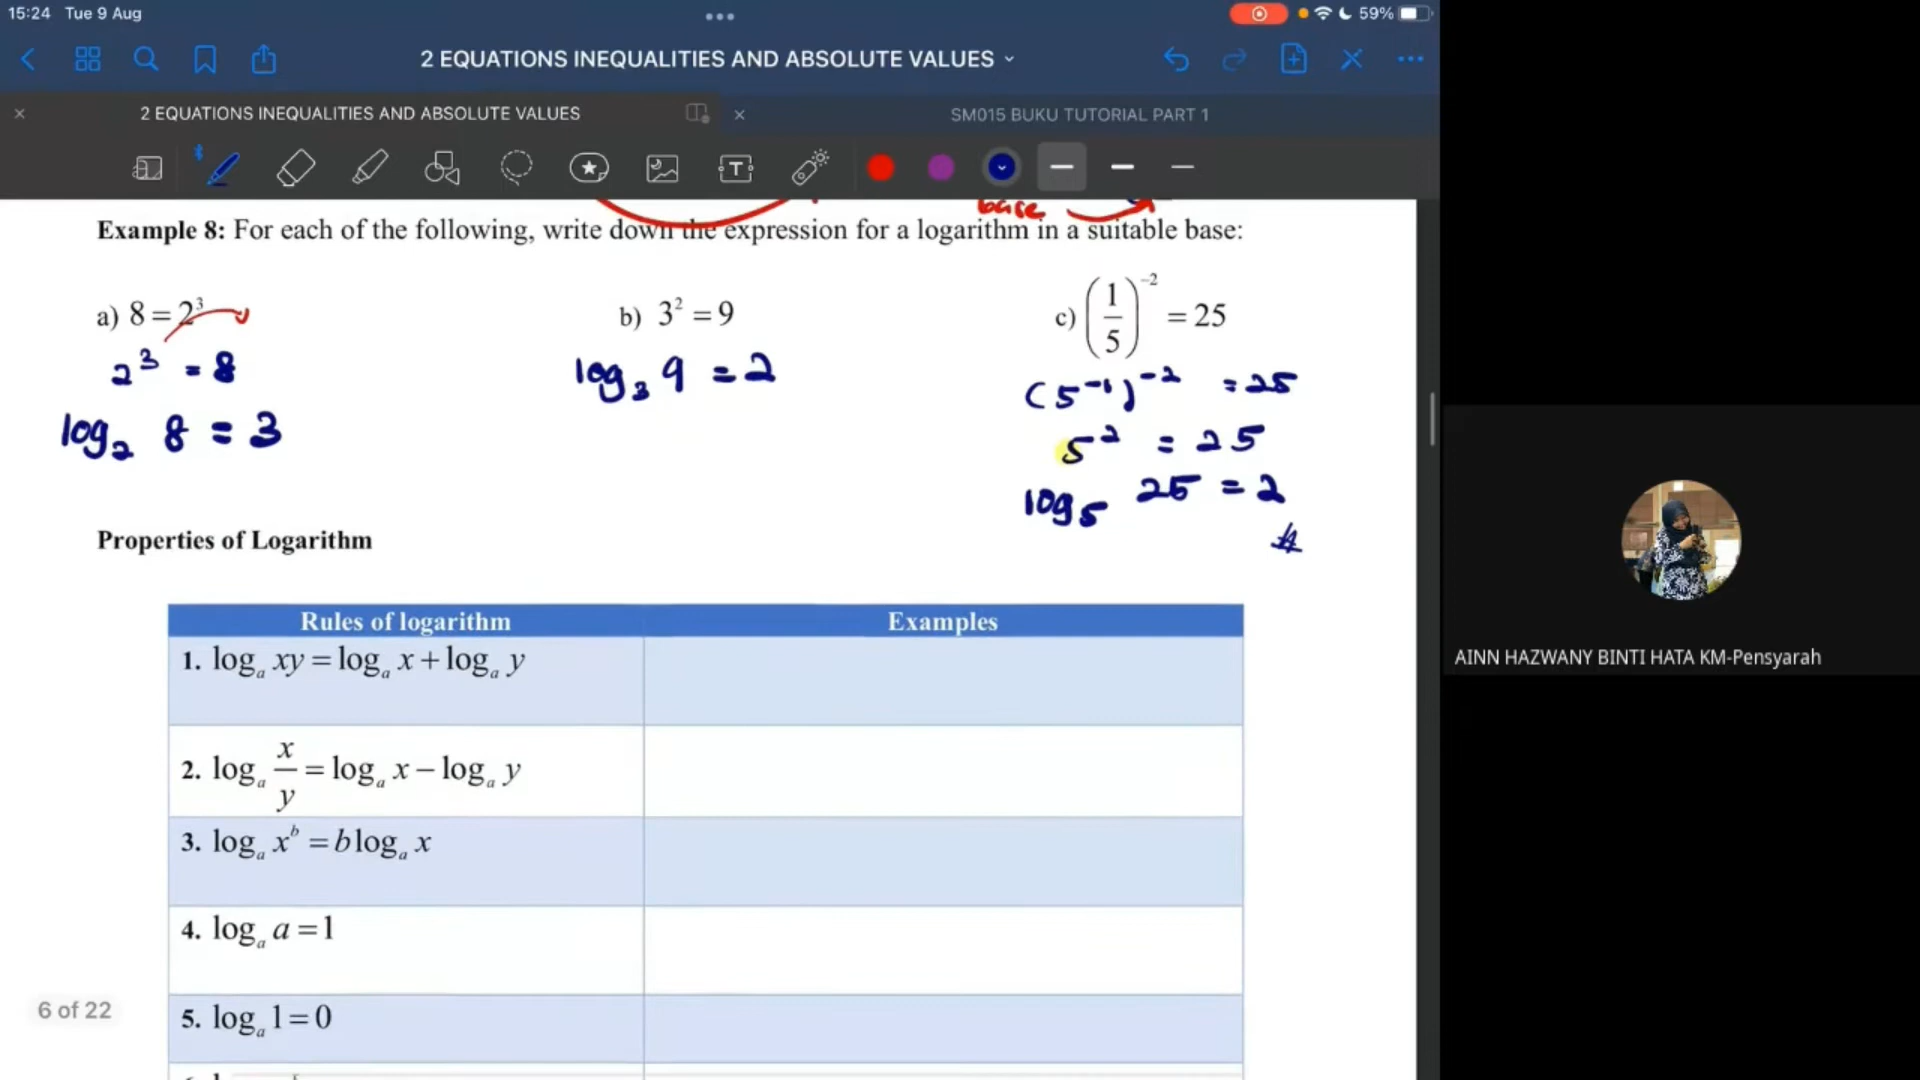 15:24 Tue 9 Aug
59%
2 EQUATIONS INEQUALITIES AND ABSOLUTE VALUES
2 EQUATIONS INEQUALITIES AND ABSOLUTE VALUES
SM015 BUKU TUTORIAL PART 1
base
Example 8: For each of the following, write down the expression for a logarithm in a suitable base:
a) 8 = 2³
2³ = 8
log₂ 8 = 3
b) 3² = 9
log₃ 9 = 2
c) (1/5)⁻² = 25
(5⁻¹)⁻² = 25
5² = 25
log₅ 25 = 2
Properties of Logarithm
Rules of logarithm Examples
1. logₐ xy = logₐ x + logₐ y
2. logₐ x/y = logₐ x − logₐ y
3. logₐ xᵇ = b logₐ x
4. logₐ a = 1
5. logₐ 1 = 0
6 of 22
AINN HAZWANY BINTI HATA KM-Pensyarah